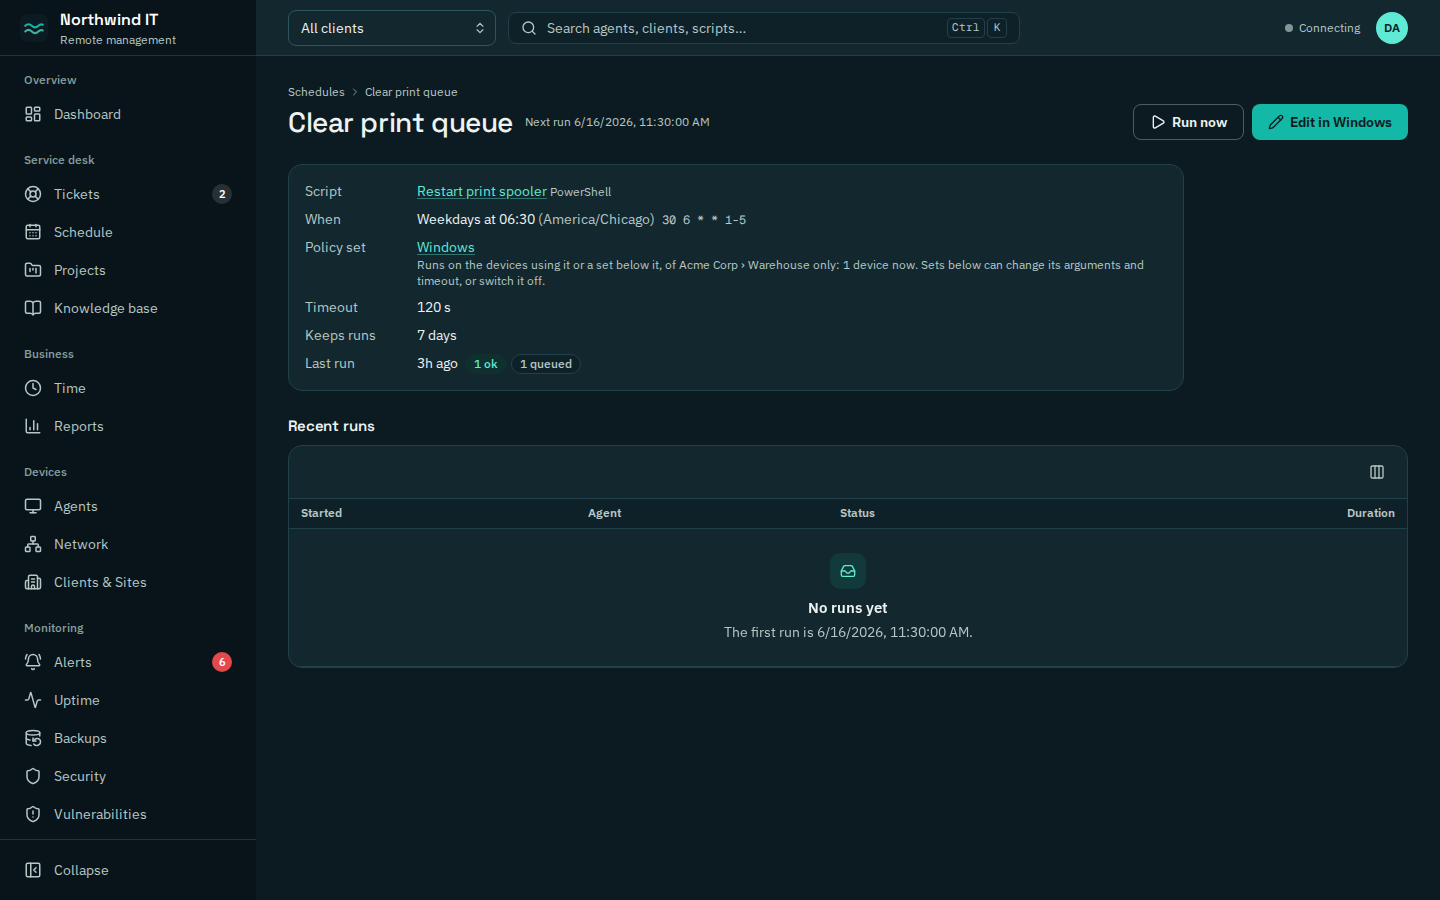 Northwind IT
Remote management
All clients
Search agents, clients, scripts...
Ctrl K
Connecting
DA
Overview
Dashboard
Service desk
Tickets 2
Schedule
Projects
Knowledge base
Business
Time
Reports
Devices
Agents
Network
Clients & Sites
Monitoring
Alerts 6
Uptime
Backups
Security
Vulnerabilities
Collapse
Schedules > Clear print queue
Clear print queue Next run 6/16/2026, 11:30:00 AM
Run now
Edit in Windows
Script Restart print spooler PowerShell
When Weekdays at 06:30 (America/Chicago) 30 6 * * 1-5
Policy set Windows
Runs on the devices using it or a set below it, of Acme Corp › Warehouse only: 1 device now. Sets below can change its arguments and
timeout, or switch it off.
Timeout 120 s
Keeps runs 7 days
Last run 3h ago 1 ok 1 queued
Recent runs
Started Agent Status Duration
No runs yet
The first run is 6/16/2026, 11:30:00 AM.